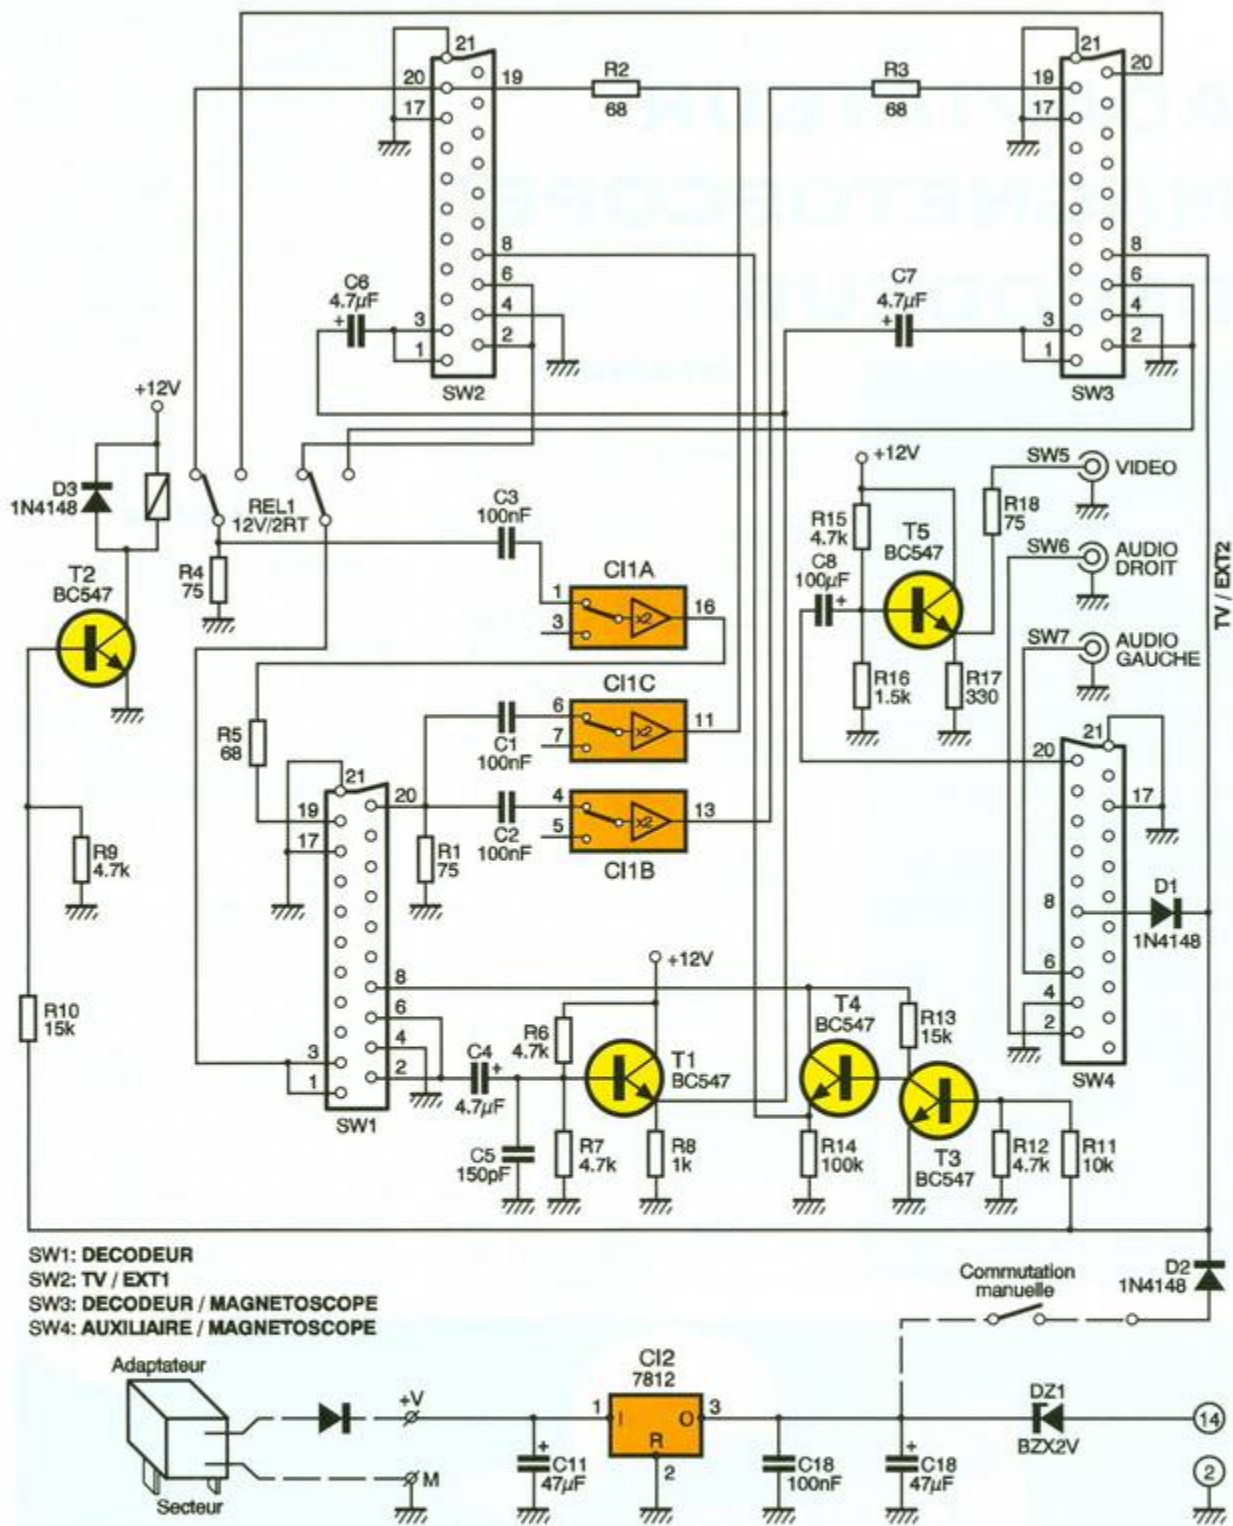 21
20
19
17
8
6
4
3
2
1
SW2
R2
68
R3
68
21
20
19
17
8
6
4
3
2
1
SW3
C6
4.7µF
+
C7
4.7µF
+
+12V
D3
1N4148
REL1
12V/2RT
T2
BC547
R4
75
C3
100nF
CI1A
1
3
x2
16
CI1C
6
7
x2
11
C1
100nF
4
5
x2
13
CI1B
C2
100nF
R5
68
R1
75
R9
4.7k
R10
15k
21
20
19
17
8
6
4
3
2
1
SW1
+12V
R15
4.7k
T5
BC547
C8
100µF
+
R16
1.5k
R17
330
R18
75
SW5
VIDEO
SW6
AUDIO
DROIT
SW7
AUDIO
GAUCHE
TV / EXT2
21
20
17
8
6
4
2
SW4
D1
1N4148
+12V
R6
4.7k
C4
+
4.7µF
T1
BC547
C5
150pF
R7
4.7k
R8
1k
T4
BC547
R13
15k
R14
100k
T3
BC547
R12
4.7k
R11
10k
SW1: DECODEUR
SW2: TV / EXT1
SW3: DECODEUR / MAGNETOSCOPE
SW4: AUXILIAIRE / MAGNETOSCOPE
Commutation
manuelle
D2
1N4148
Adaptateur
Secteur
+V
M
CI2
7812
1
I
O
3
R
2
+
C11
47µF
C18
100nF
+
C18
47µF
DZ1
BZX2V
14
2